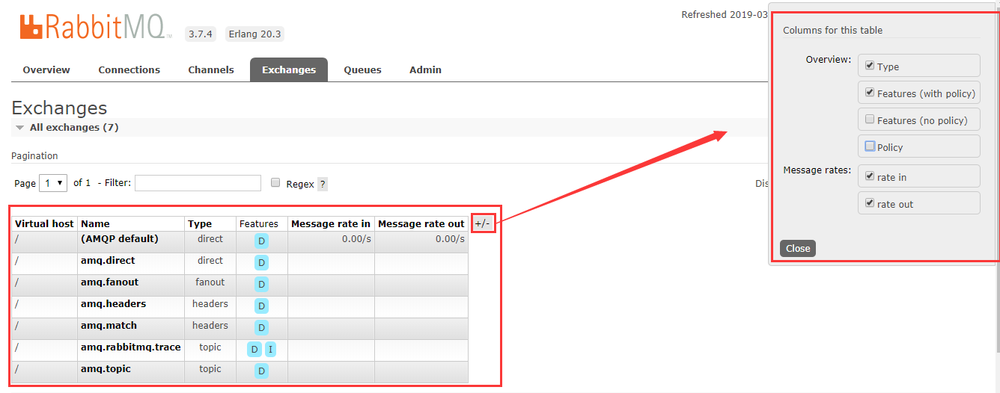 RabbitMQ TM 3.7.4 Erlang 20.3
Refreshed 2019-03
Overview Connections Channels Exchanges Queues Admin
Exchanges
All exchanges (7)
Pagination
Page 1 of 1 - Filter: Regex ?
Virtual host Name Type Features Message rate in Message rate out +/-
/ (AMQP default) direct D 0.00/s 0.00/s
/ amq.direct direct D
/ amq.fanout fanout D
/ amq.headers headers D
/ amq.match headers D
/ amq.rabbitmq.trace topic D I
/ amq.topic topic D
Columns for this table
Overview: Type
Features (with policy)
Features (no policy)
Policy
Message rates: rate in
rate out
Close